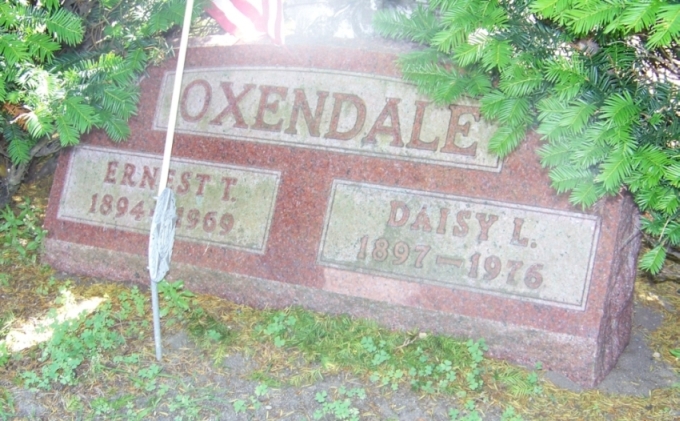 OXENDALE
ERNEST T.
1894-1969
DAISY L.
1897-1976